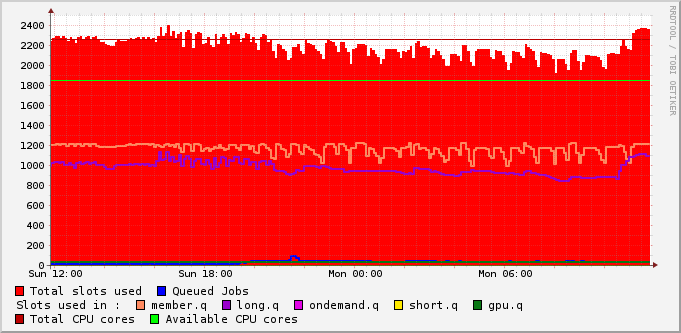 RRDTOOL / TOBI OETIKER
2400
2200
2000
1800
1600
1400
1200
1000
800
600
400
200
0
Sun 12:00 Sun 18:00 Mon 00:00 Mon 06:00
Total slots used Queued Jobs
Slots used in : member.q long.q ondemand.q short.q gpu.q
Total CPU cores Available CPU cores